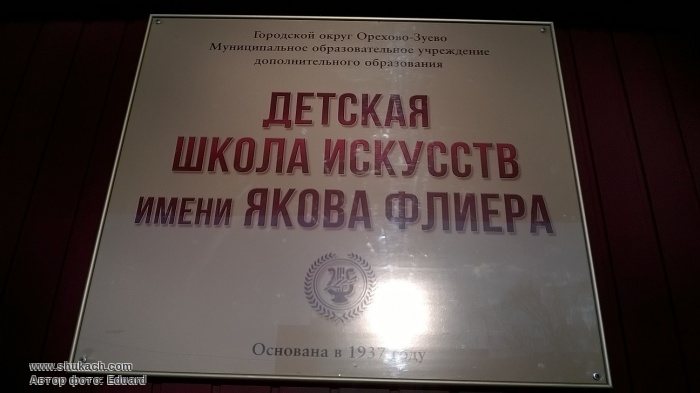 Городской округ Орехово-Зуево
Муниципальное образовательное учреждение
дополнительного образования
ДЕТСКАЯ
ШКОЛА ИСКУССТВ
ИМЕНИ ЯКОВА ФЛИЕРА
Основана в 1937 году
www.shukach.com
Автор фото: Eduard